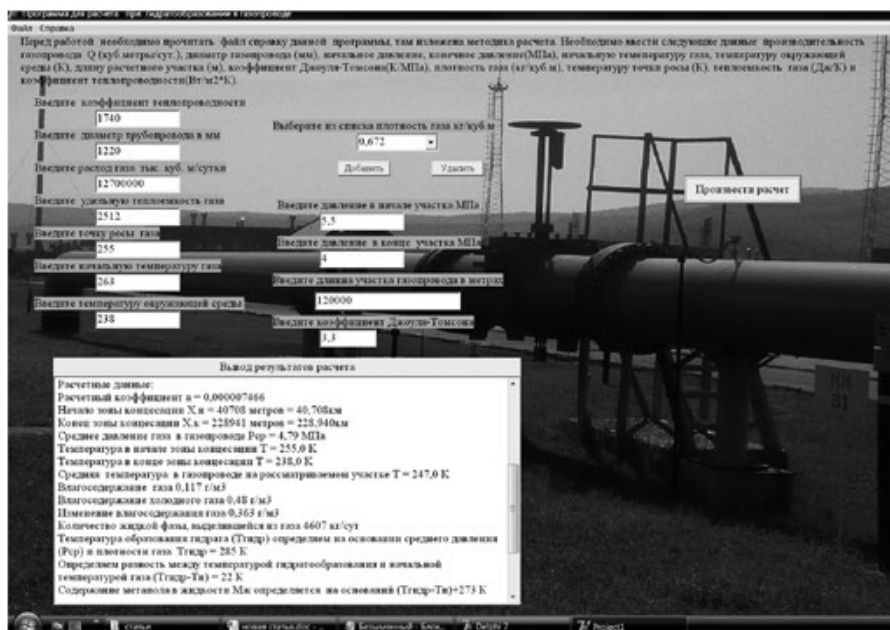 Программа для расчета при гидратообразовании в газопроводе
Файл Справка
Перед работой необходимо прочитать файл справку данной программы, там изложена методика расчета. Необходимо ввести следующие данные производительность
газопровода Q (куб.метры/сут.), диаметр газопровода (мм), начальное давление, конечное давление(МПа), начальную температуру газа, температуру окружающей
среды (К), длину расчетного участка (м), коэффициент Джоуля-Томсона(К/МПа), плотность газа (кг/куб.м), температуру точки росы (К), теплоемкость газа (Дж/К) и
коэффициент теплопроводности(Вт/м2*К).
Введите коэффициент теплопроводности
1740
Введите диаметр трубопровода в мм
1220
Введите расход газа тыс. куб. м/сутки
12700000
Введите удельную теплоемкость газа
2512
Введите точку росы газа
255
Введите начальную температуру газа
263
Введите температуру окружающей среды
238
Выберите из списка плотность газа кг/куб.м
0,672
Добавить Удалить
Введите давление в начале участка МПа
5,5
Введите давление в конце участка МПа
4
Введите длинна участка газопровода в метрах
120000
Введите коэффициент Джоуля-Томсона
3,3
Произвести расчет
Вывод результатов расчета
Расчетные данные:
Расчетный коэффициент a = 0,000007466
Начало зоны концесации Х.н = 40708 метров = 40,708км
Конец зоны концесации Х.к = 228941 метров = 228,940км
Среднее давление газа в газопроводе Рср = 4,79 МПа
Температура в начале зоны концесации Т = 255,0 К
Температура в конце зоны концесации Т = 238,0 К
Средняя температура в газопроводе на рассматриваемом участке Т = 247,0 К
Влагосодержание газа 0,117 г/м3
Влагосодержание холодного газа 0,48 г/м3
Изменение влагосодержания газа 0,363 г/м3
Количество жидкой фазы, выделившейся из газа 4607 кг/сут
Температура образования гидрата (Тгидр) определяем на основании среднего давления
(Рср) и плотности газа Тгидр = 285 К
Определяем разность между температурой гидратообразования и начальной
температурой газа (Тгидр-Тн) = 22 К
Содержание метанола в жидкости Мж определяется на оснований (Тгидр-Тн)+273 К
статьи
новая статья.doc - ...
Безымянный - Блок...
Delphi 7
Project1